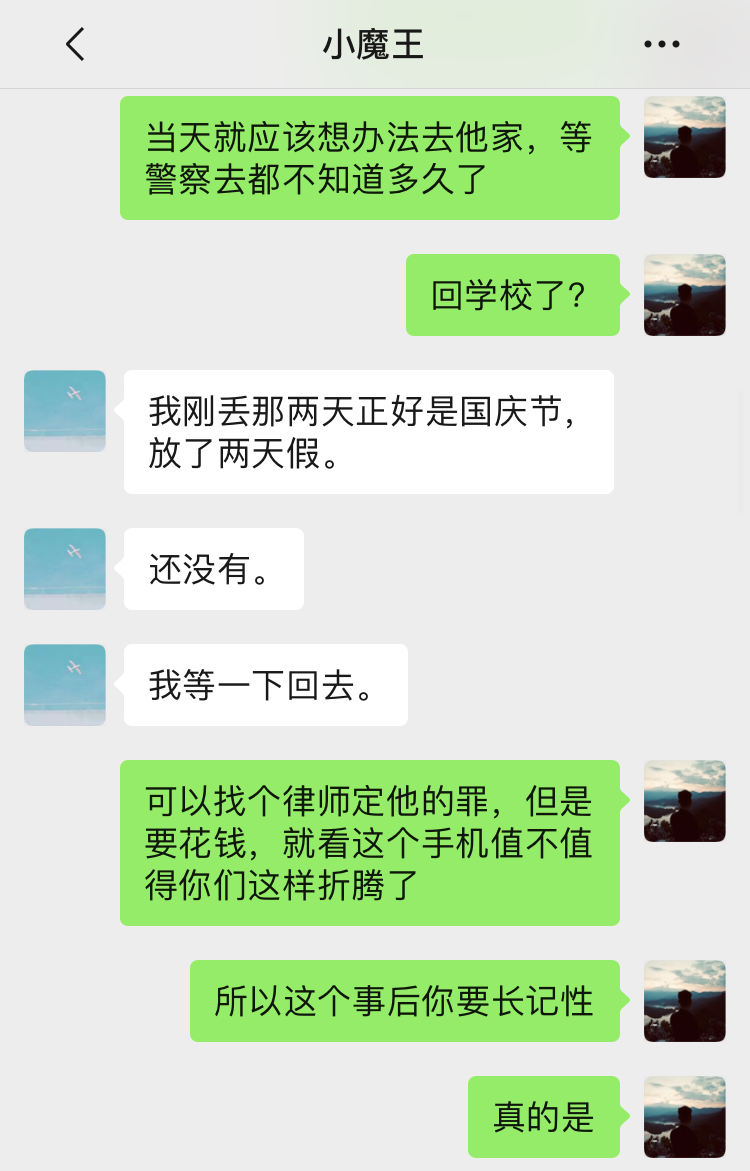 小魔王
当天就应该想办法去他家，等
警察去都不知道多久了
回学校了？
我刚丢那两天正好是国庆节，
放了两天假。
还没有。
我等一下回去。
可以找个律师定他的罪，但是
要花钱，就看这个手机值不值
得你们这样折腾了
所以这个事后你要长记性
真的是